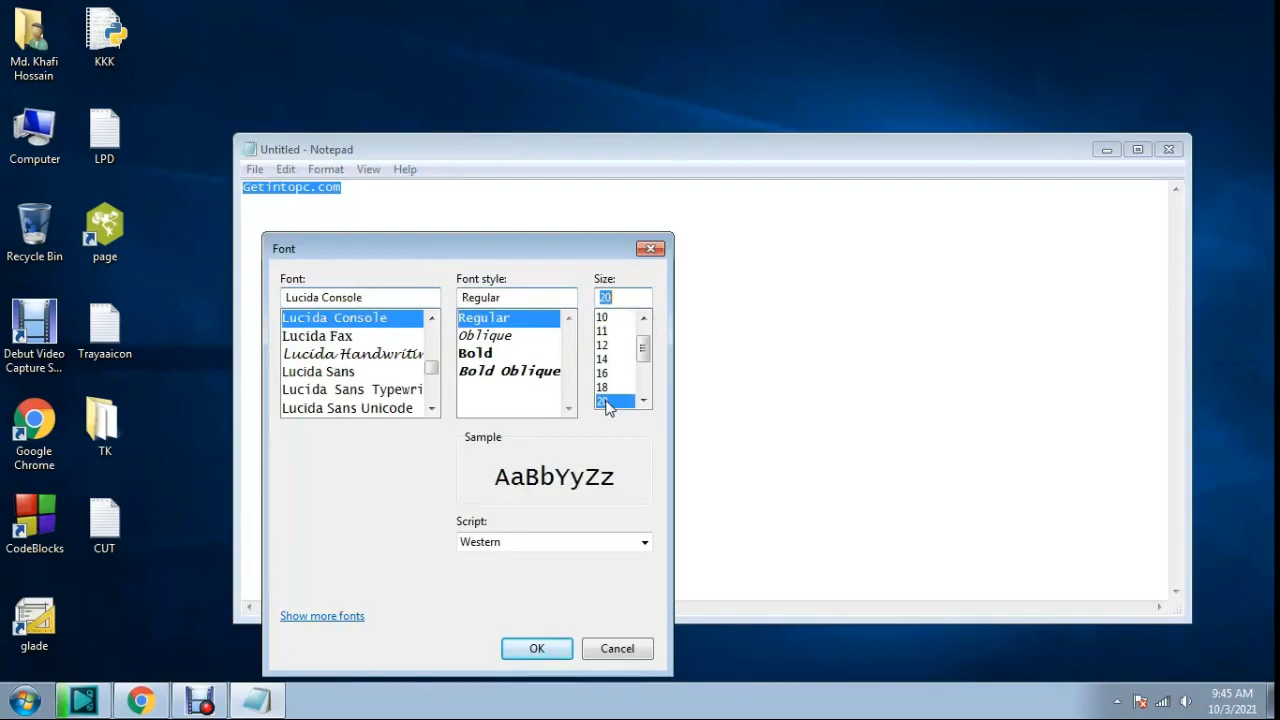 Md. Khafi
Hossain
KKK
Computer
LPD
Recycle Bin
page
Debut Video
Capture S...
Trayaaicon
Google
Chrome
TK
CodeBlocks
CUT
glade
Untitled - Notepad
File Edit Format View Help
Getintopc.com
Font
Font: Font style: Size:
Lucida Console Regular 20
Lucida Console
Lucida Fax
Lucida Handwritin
Lucida Sans
Lucida Sans Typewri
Lucida Sans Unicode
Regular
Oblique
Bold
Bold Oblique
10
11
12
14
16
18
Sample
AaBbYyZz
Script:
Western
Show more fonts
OK Cancel
9:45 AM
10/3/2021